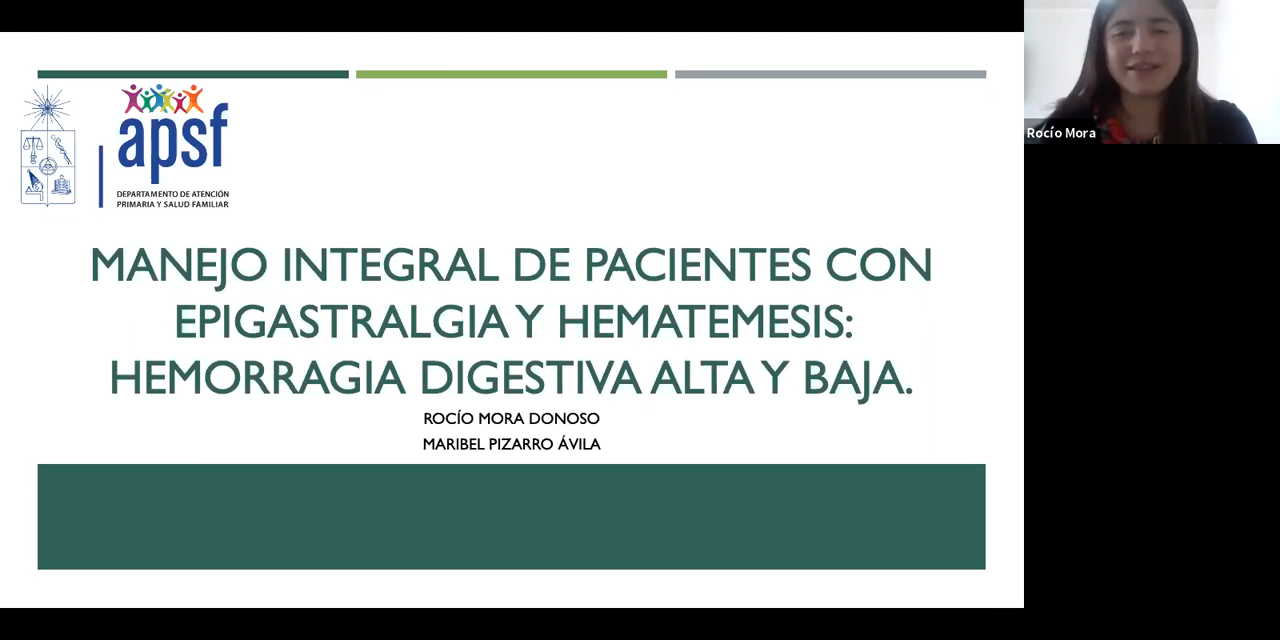 apsf
DEPARTAMENTO DE ATENCIÓN
PRIMARIA Y SALUD FAMILIAR
MANEJO INTEGRAL DE PACIENTES CON
EPIGASTRALGIA Y HEMATEMESIS:
HEMORRAGIA DIGESTIVA ALTA Y BAJA.
ROCÍO MORA DONOSO
MARIBEL PIZARRO ÁVILA
Rocío Mora